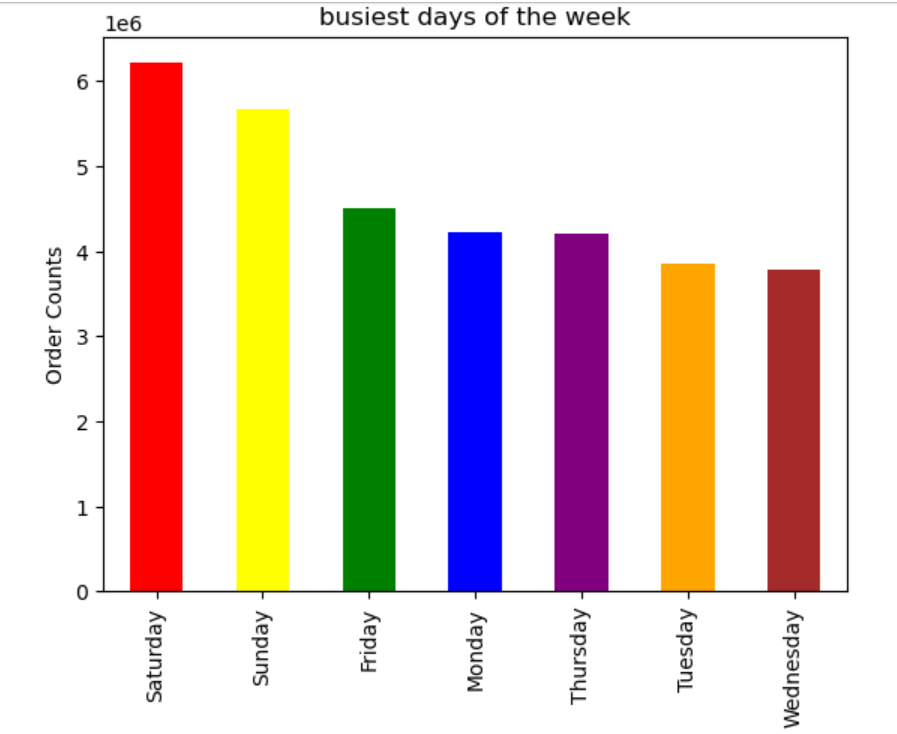 busiest days of the week
1e6
6
5
4
3
2
1
0
Order Counts
Saturday
Sunday
Friday
Monday
Thursday
Tuesday
Wednesday